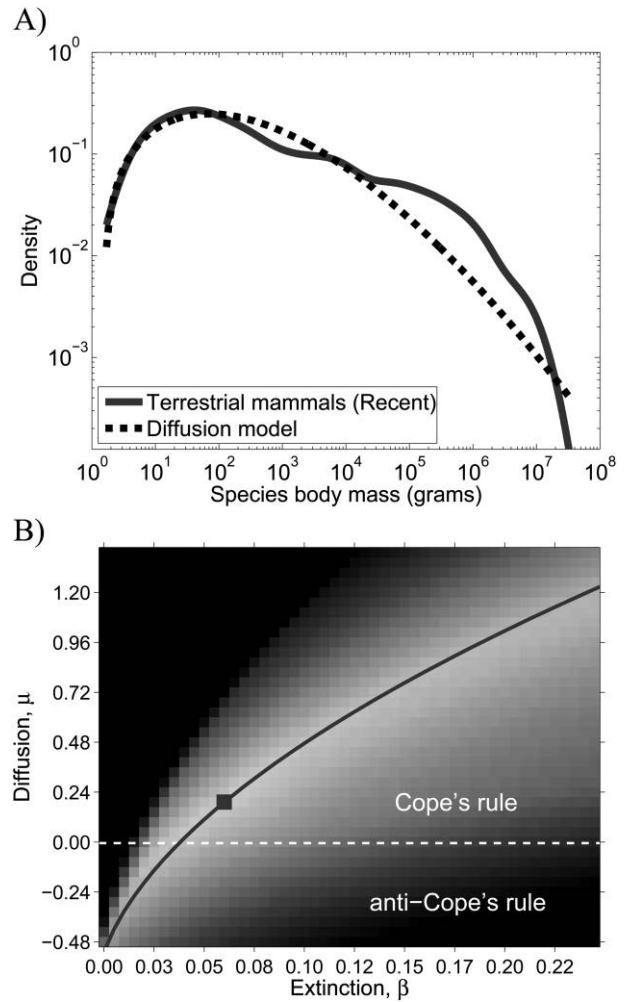 A)
10^0
10^-1
10^-2
10^-3
Density
Terrestrial mammals (Recent)
Diffusion model
10^0 10^1 10^2 10^3 10^4 10^5 10^6 10^7 10^8
Species body mass (grams)
B)
1.20
0.96
0.72
0.48
0.24
0.00
−0.24
−0.48
Diffusion, μ
Cope's rule
anti−Cope's rule
0.00 0.03 0.06 0.10 0.12 0.15 0.17 0.20 0.22
Extinction, β